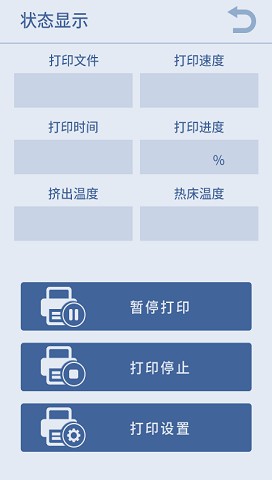 状态显示
打印文件 打印速度
打印时间 打印进度
%
挤出温度 热床温度
暂停打印
打印停止
打印设置